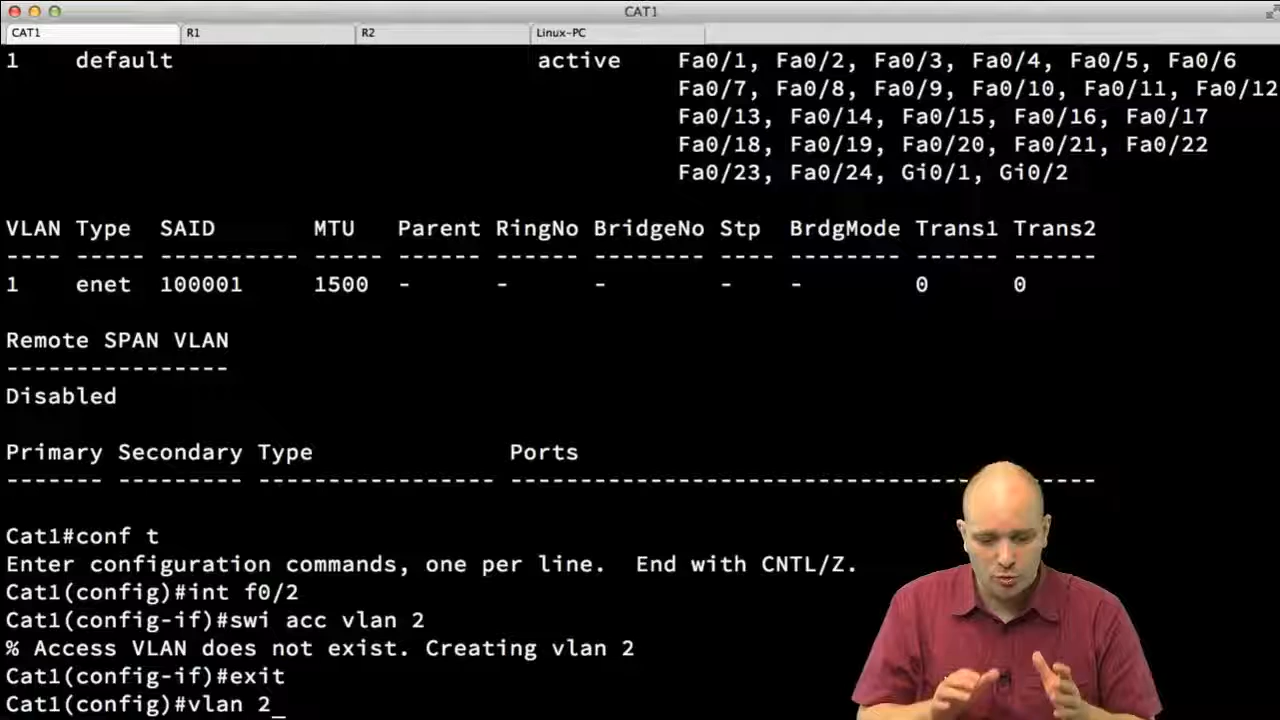 CAT1
CAT1 R1 R2 Linux-PC
1 default active Fa0/1, Fa0/2, Fa0/3, Fa0/4, Fa0/5, Fa0/6
Fa0/7, Fa0/8, Fa0/9, Fa0/10, Fa0/11, Fa0/12
Fa0/13, Fa0/14, Fa0/15, Fa0/16, Fa0/17
Fa0/18, Fa0/19, Fa0/20, Fa0/21, Fa0/22
Fa0/23, Fa0/24, Gi0/1, Gi0/2
VLAN Type SAID MTU Parent RingNo BridgeNo Stp BrdgMode Trans1 Trans2
---- ----- ---------- ----- ------ ------ -------- ---- -------- ------ ------
1 enet 100001 1500 - - - - - 0 0
Remote SPAN VLAN
----------------
Disabled
Primary Secondary Type Ports
------- --------- ----------------- ------------------------------------------
Cat1#conf t
Enter configuration commands, one per line. End with CNTL/Z.
Cat1(config)#int f0/2
Cat1(config-if)#swi acc vlan 2
% Access VLAN does not exist. Creating vlan 2
Cat1(config-if)#exit
Cat1(config)#vlan 2_